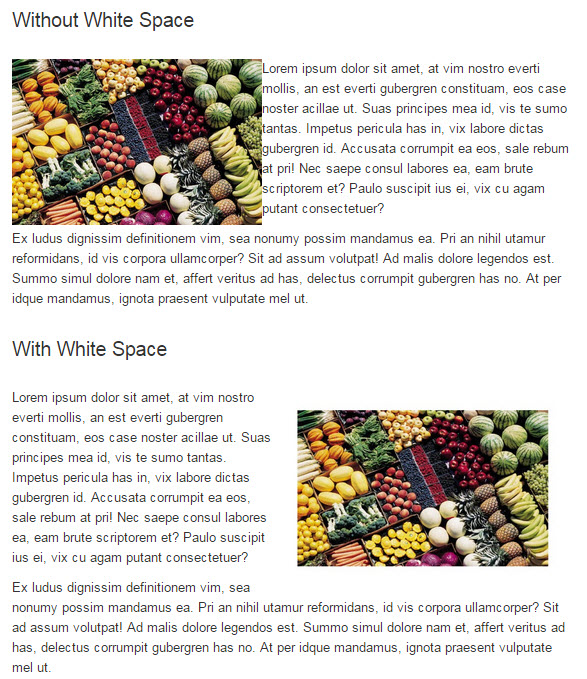 Without White Space
Lorem ipsum dolor sit amet, at vim nostro everti
mollis, an est everti gubergren constituam, eos case
noster acillae ut. Suas principes mea id, vis te sumo
tantas. Impetus pericula has in, vix labore dictas
gubergren id. Accusata corrumpit ea eos, sale rebum
at pri! Nec saepe consul labores ea, eam brute
scriptorem et? Paulo suscipit ius ei, vix cu agam
putant consectetuer?
Ex ludus dignissim definitionem vim, sea nonumy possim mandamus ea. Pri an nihil utamur
reformidans, id vis corpora ullamcorper? Sit ad assum volutpat! Ad malis dolore legendos est.
Summo simul dolore nam et, affert veritus ad has, delectus corrumpit gubergren has no. At per
idque mandamus, ignota praesent vulputate mel ut.
With White Space
Lorem ipsum dolor sit amet, at vim nostro
everti mollis, an est everti gubergren
constituam, eos case noster acillae ut. Suas
principes mea id, vis te sumo tantas.
Impetus pericula has in, vix labore dictas
gubergren id. Accusata corrumpit ea eos,
sale rebum at pri! Nec saepe consul labores
ea, eam brute scriptorem et? Paulo suscipit
ius ei, vix cu agam putant consectetuer?
Ex ludus dignissim definitionem vim, sea
nonumy possim mandamus ea. Pri an nihil utamur reformidans, id vis corpora ullamcorper? Sit
ad assum volutpat! Ad malis dolore legendos est. Summo simul dolore nam et, affert veritus ad
has, delectus corrumpit gubergren has no. At per idque mandamus, ignota praesent vulputate
mel ut.